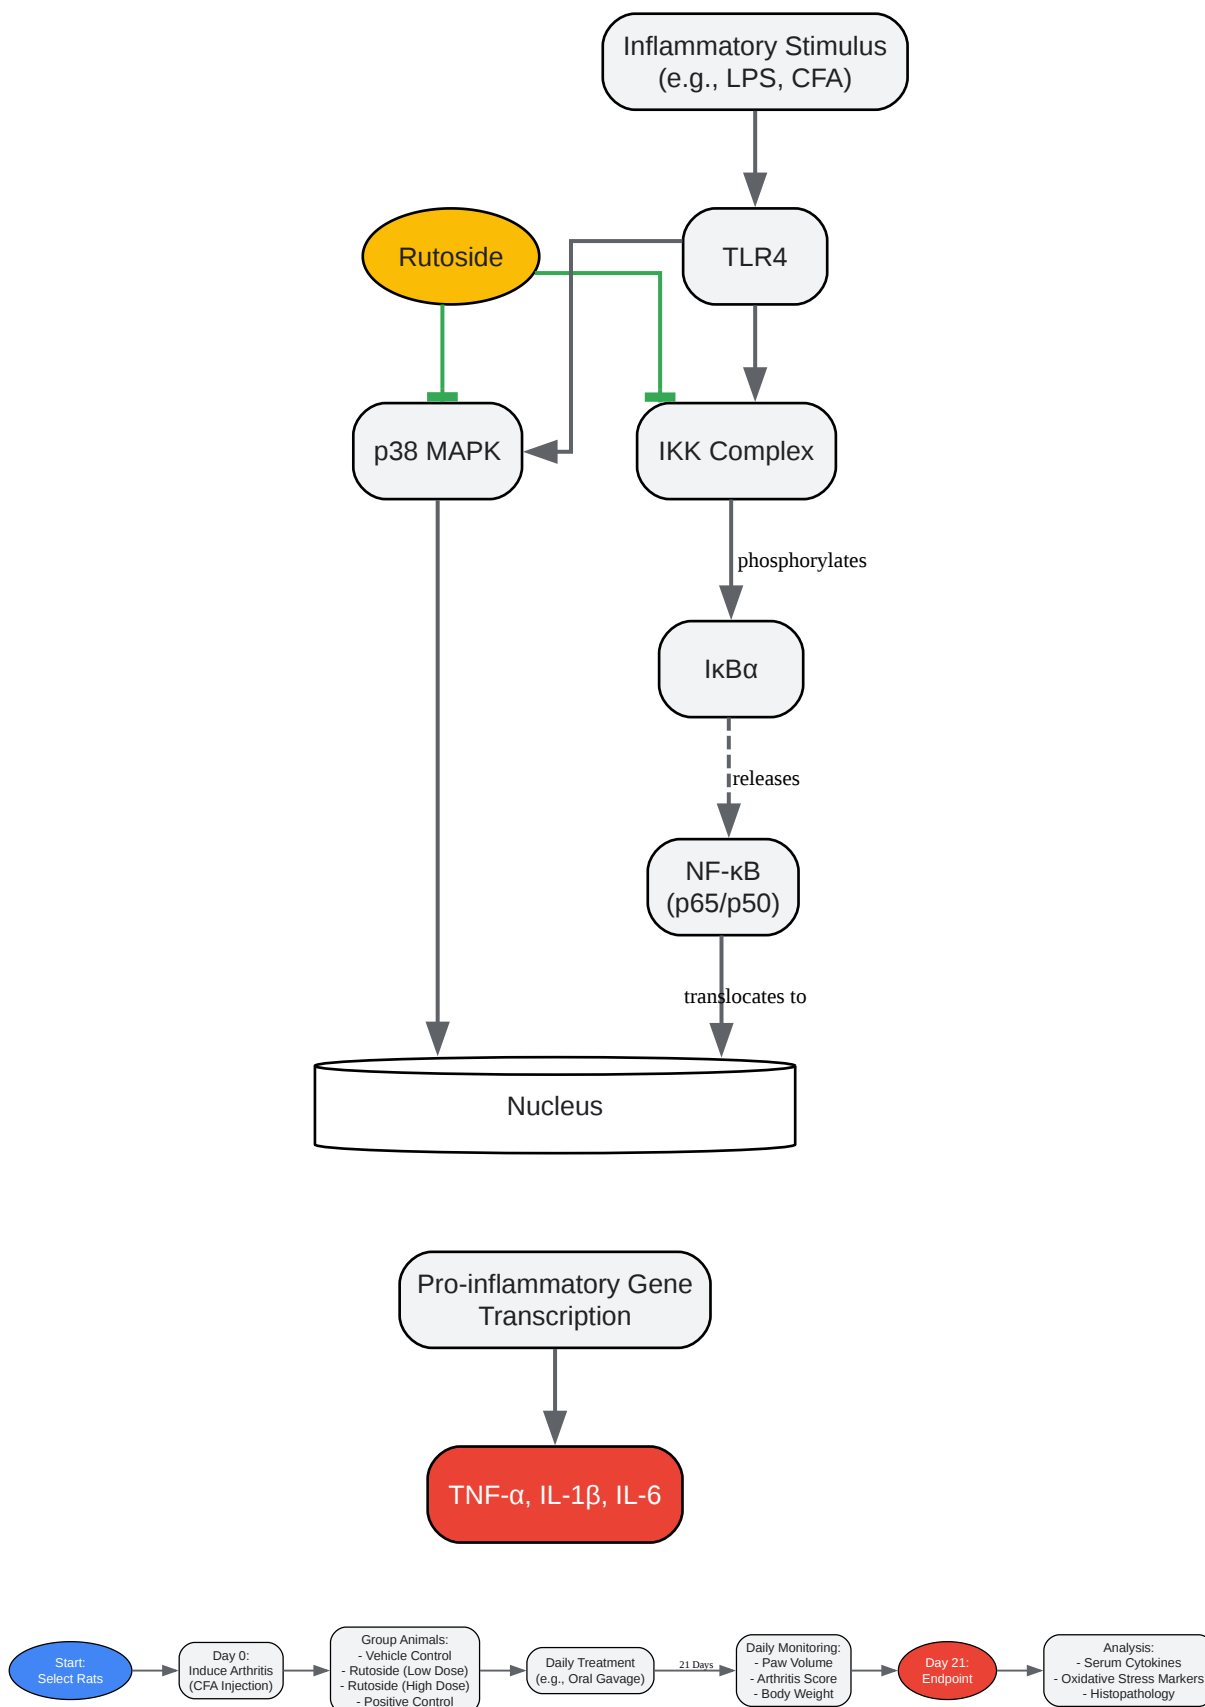 Inflammatory Stimulus
(e.g., LPS, CFA)
Rutoside
TLR4
p38 MAPK
IKK Complex
phosphorylates
IκBα
releases
NF-κB
(p65/p50)
translocates to
Nucleus
Pro-inflammatory Gene
Transcription
TNF-α, IL-1β, IL-6
Start:
Select Rats
Day 0:
Induce Arthritis
(CFA Injection)
Group Animals:
- Vehicle Control
- Rutoside (Low Dose)
- Rutoside (High Dose)
- Positive Control
Daily Treatment
(e.g., Oral Gavage)
21 Days
Daily Monitoring:
- Paw Volume
- Arthritis Score
- Body Weight
Day 21:
Endpoint
Analysis:
- Serum Cytokines
- Oxidative Stress Markers
- Histopathology